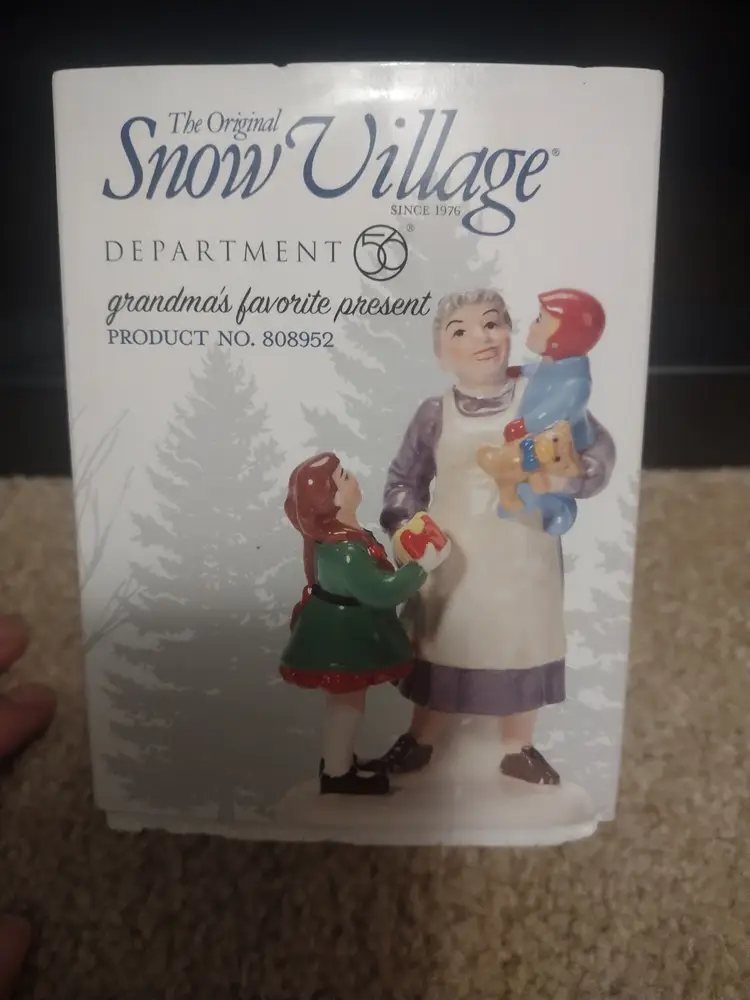 The Original
Snow Village®
SINCE 1976
DEPARTMENT 56®
grandma's favorite present
PRODUCT NO. 808952